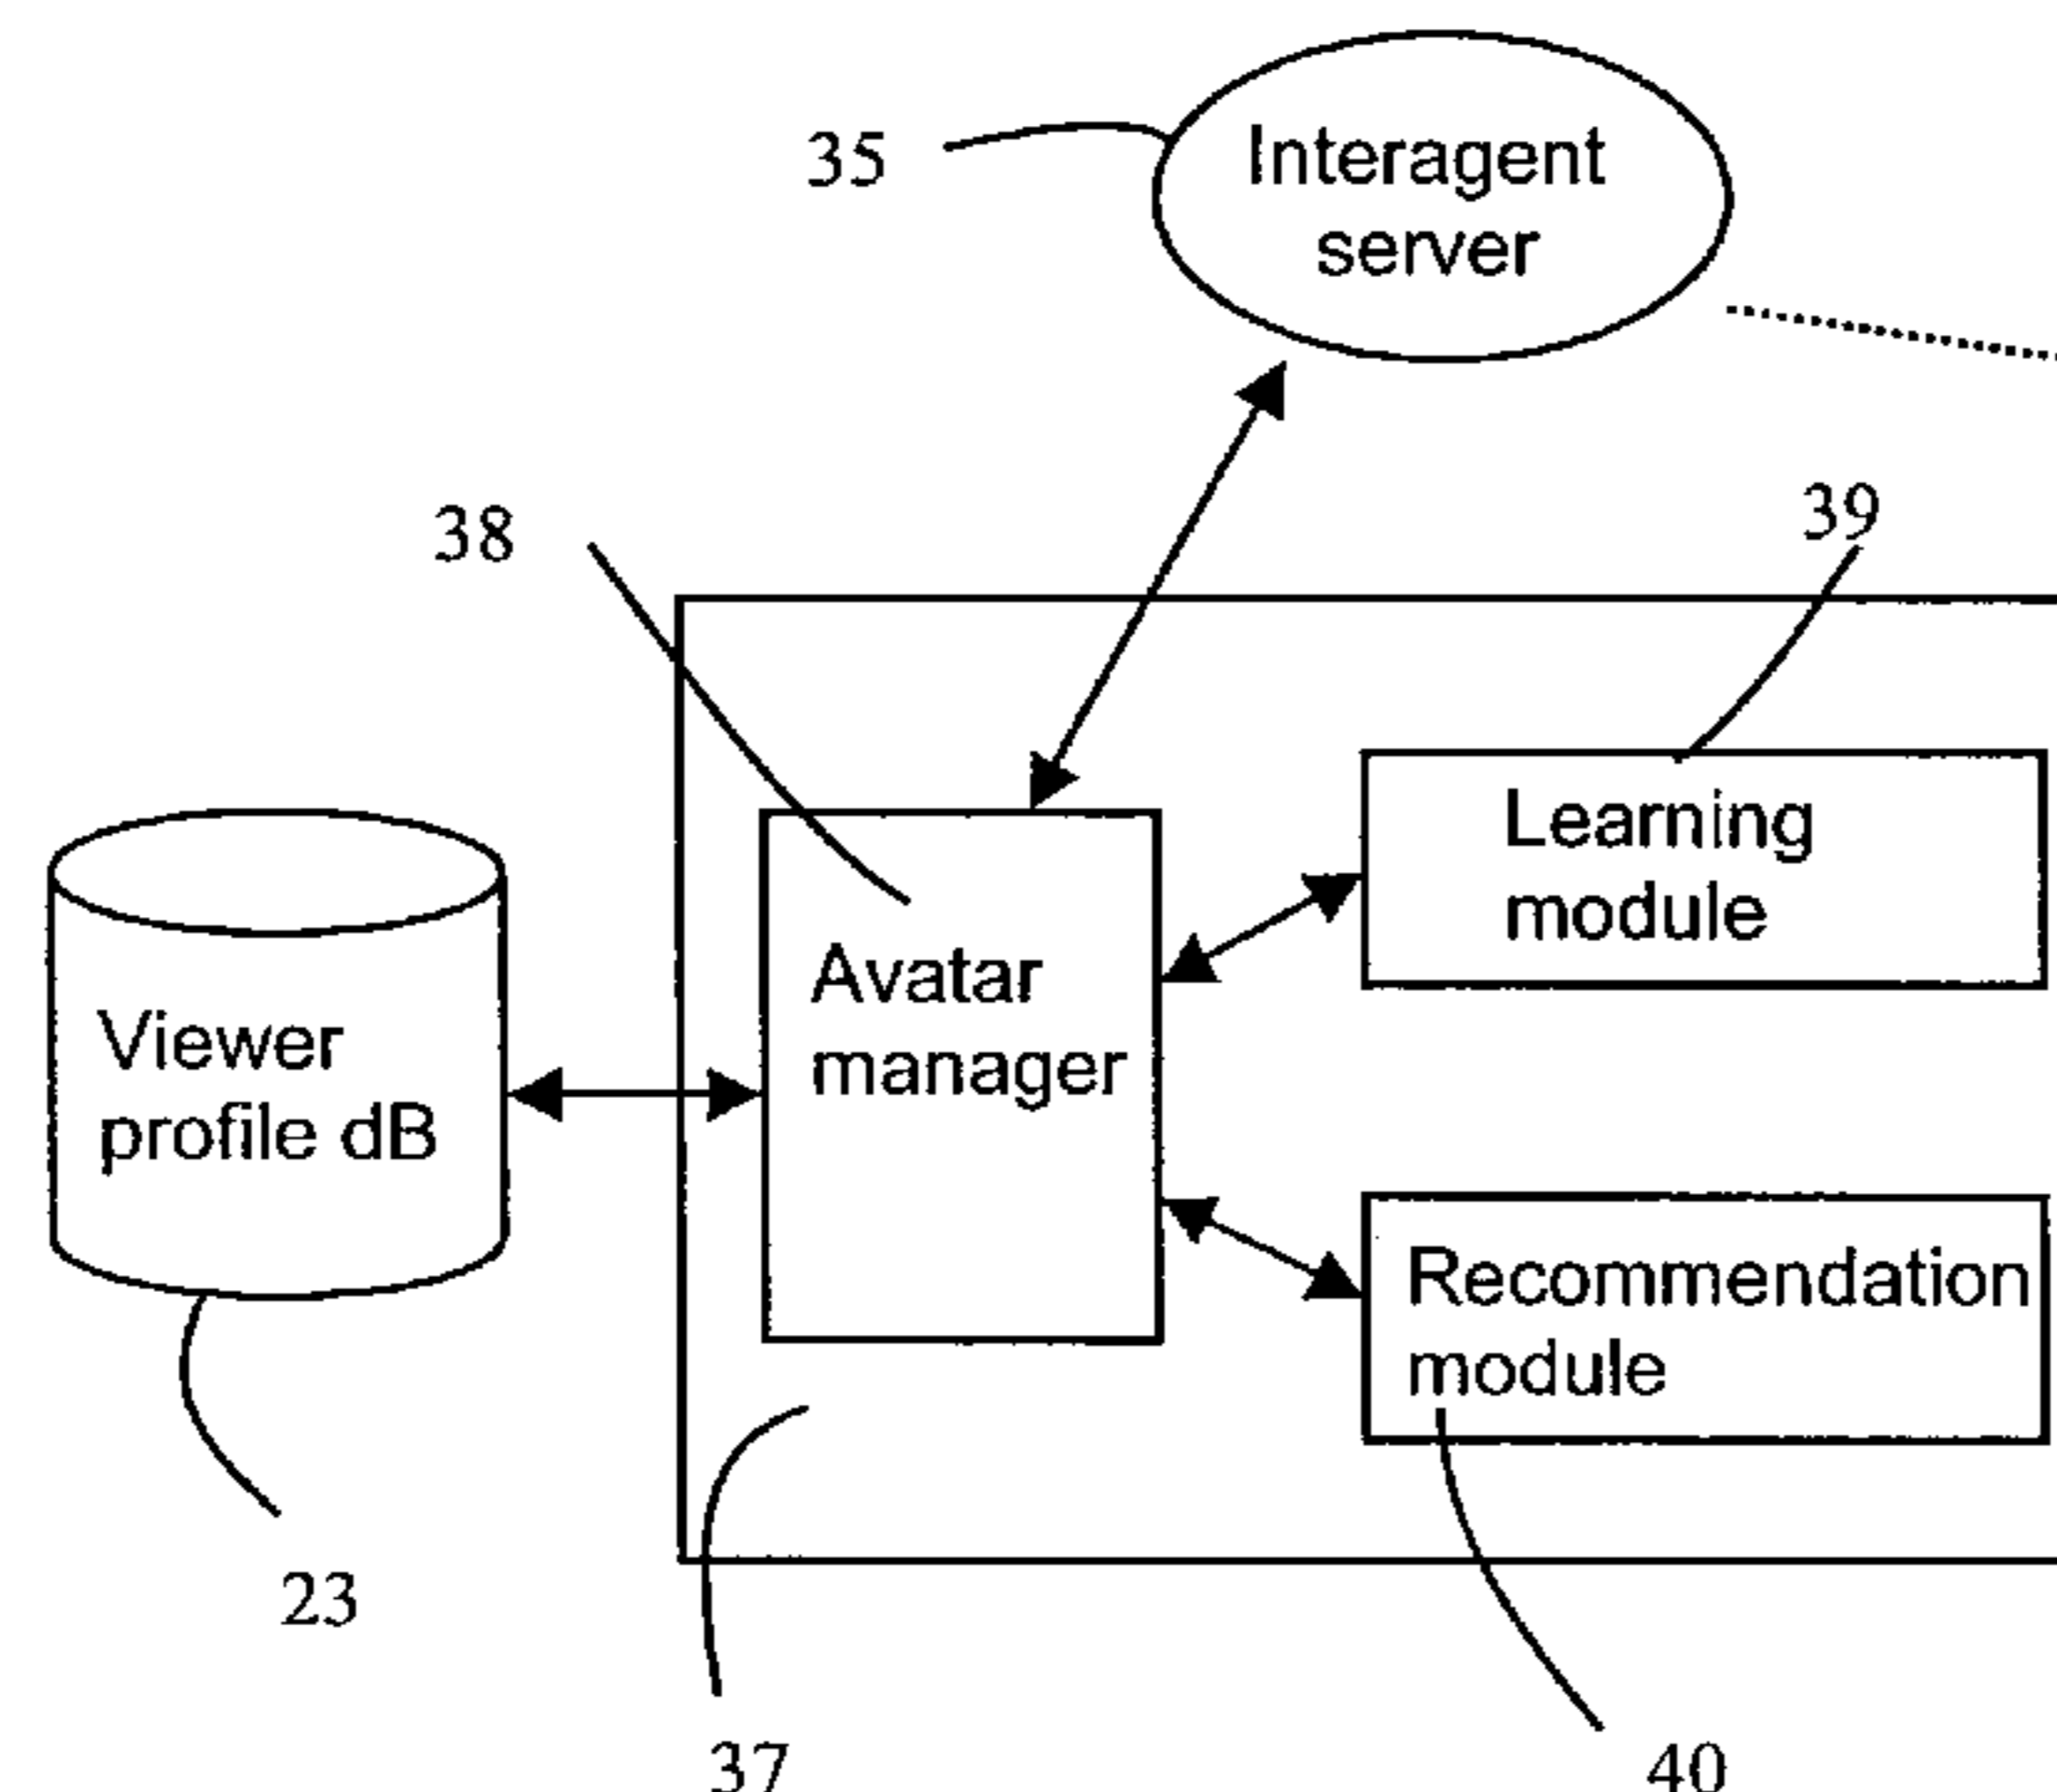 35
Interagent
server
38
39
Learning
module
Avatar
manager
Viewer
profile dB
Recommendation
module
23
37
40